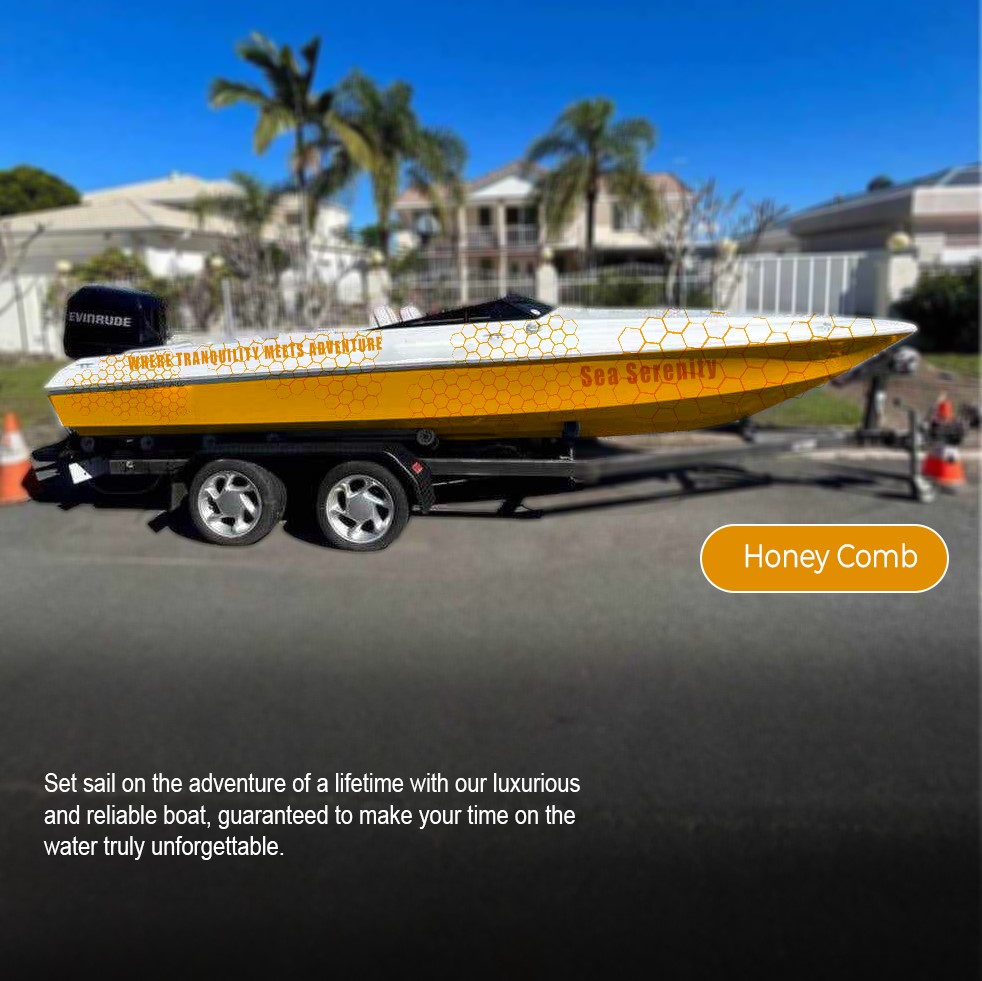 EVINRUDE
WHERE TRANQUILITY MEETS ADVENTURE
Sea Serenity
Honey Comb
Set sail on the adventure of a lifetime with our luxurious
and reliable boat, guaranteed to make your time on the
water truly unforgettable.